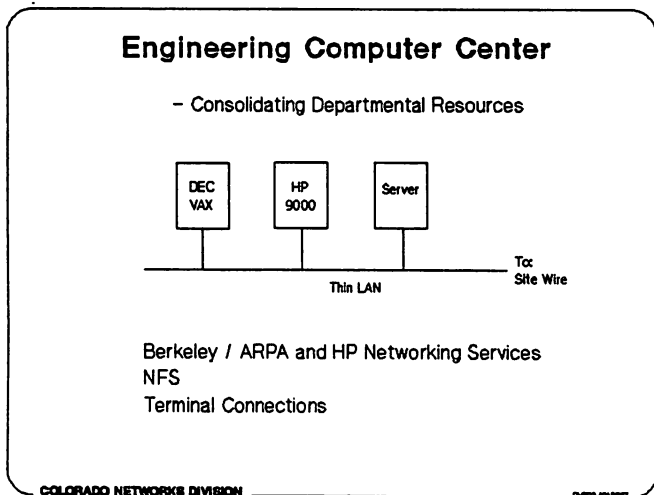 Engineering Computer Center
– Consolidating Departmental Resources
DEC
VAX
HP
9000
Server
To:
Site Wire
Thin LAN
Berkeley / ARPA and HP Networking Services
NFS
Terminal Connections
COLORADO NETWORKS DIVISION